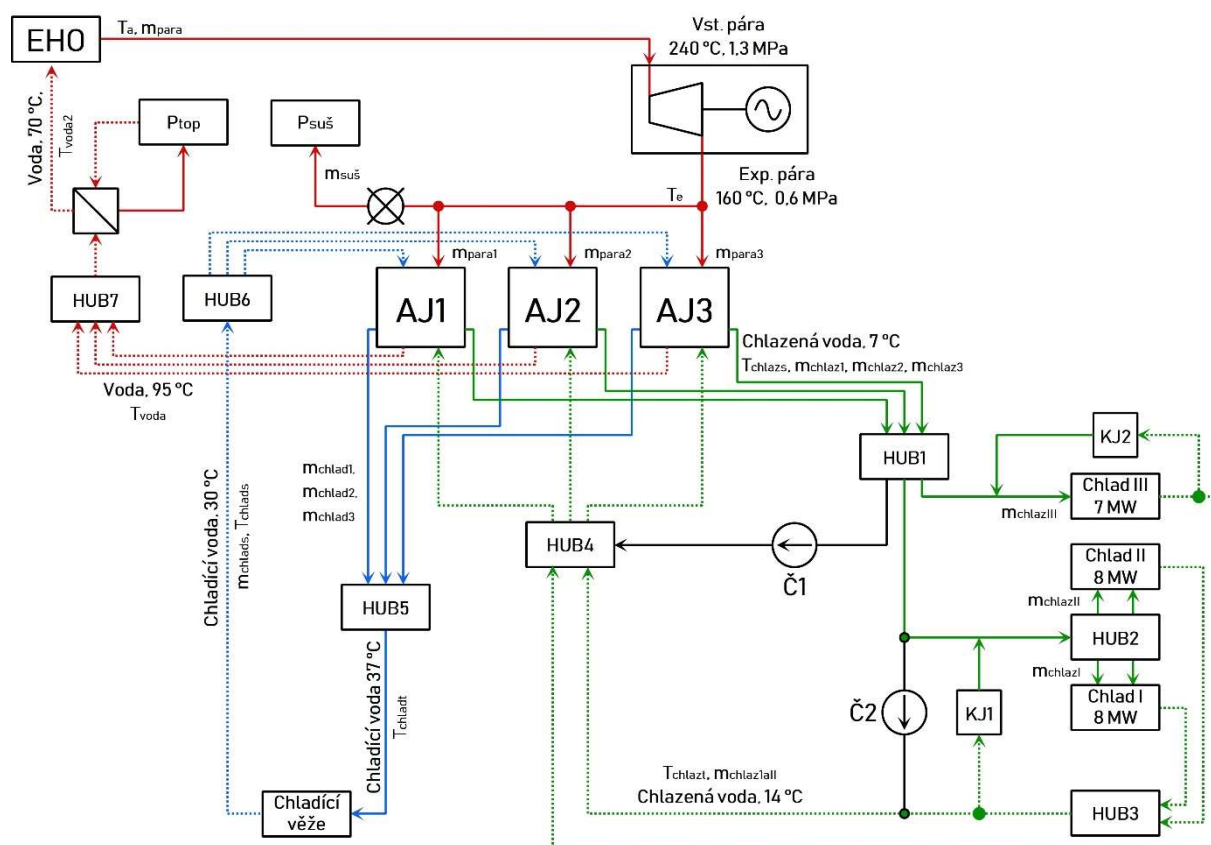 EHO
Ta, mpara
Vst. pára
240 °C, 1,3 MPa
Voda, 70 °C,
Tvoda2
Ptop
Psuš
msuš
Exp. pára
160 °C, 0,6 MPa
Te
mpara1
mpara2
mpara3
HUB7
HUB6
AJ1
AJ2
AJ3
Chlazená voda, 7 °C
Tchlazs, mchlaz1, mchlaz2, mchlaz3
Voda, 95 °C
Tvoda
HUB1
KJ2
Chlad III
7 MW
mchlazIII
mchlad1,
mchlad2,
mchlad3
Chladící voda, 30 °C
mchlads, Tchlads
HUB4
Č1
HUB5
Chlad II
8 MW
mchlazII
HUB2
mchlazI
Chlad I
8 MW
Chladící voda 37 °C
Tchladt
Č2
KJ1
Tchlazt, mchlaz1aII
Chlazená voda, 14 °C
Chladící
věže
HUB3